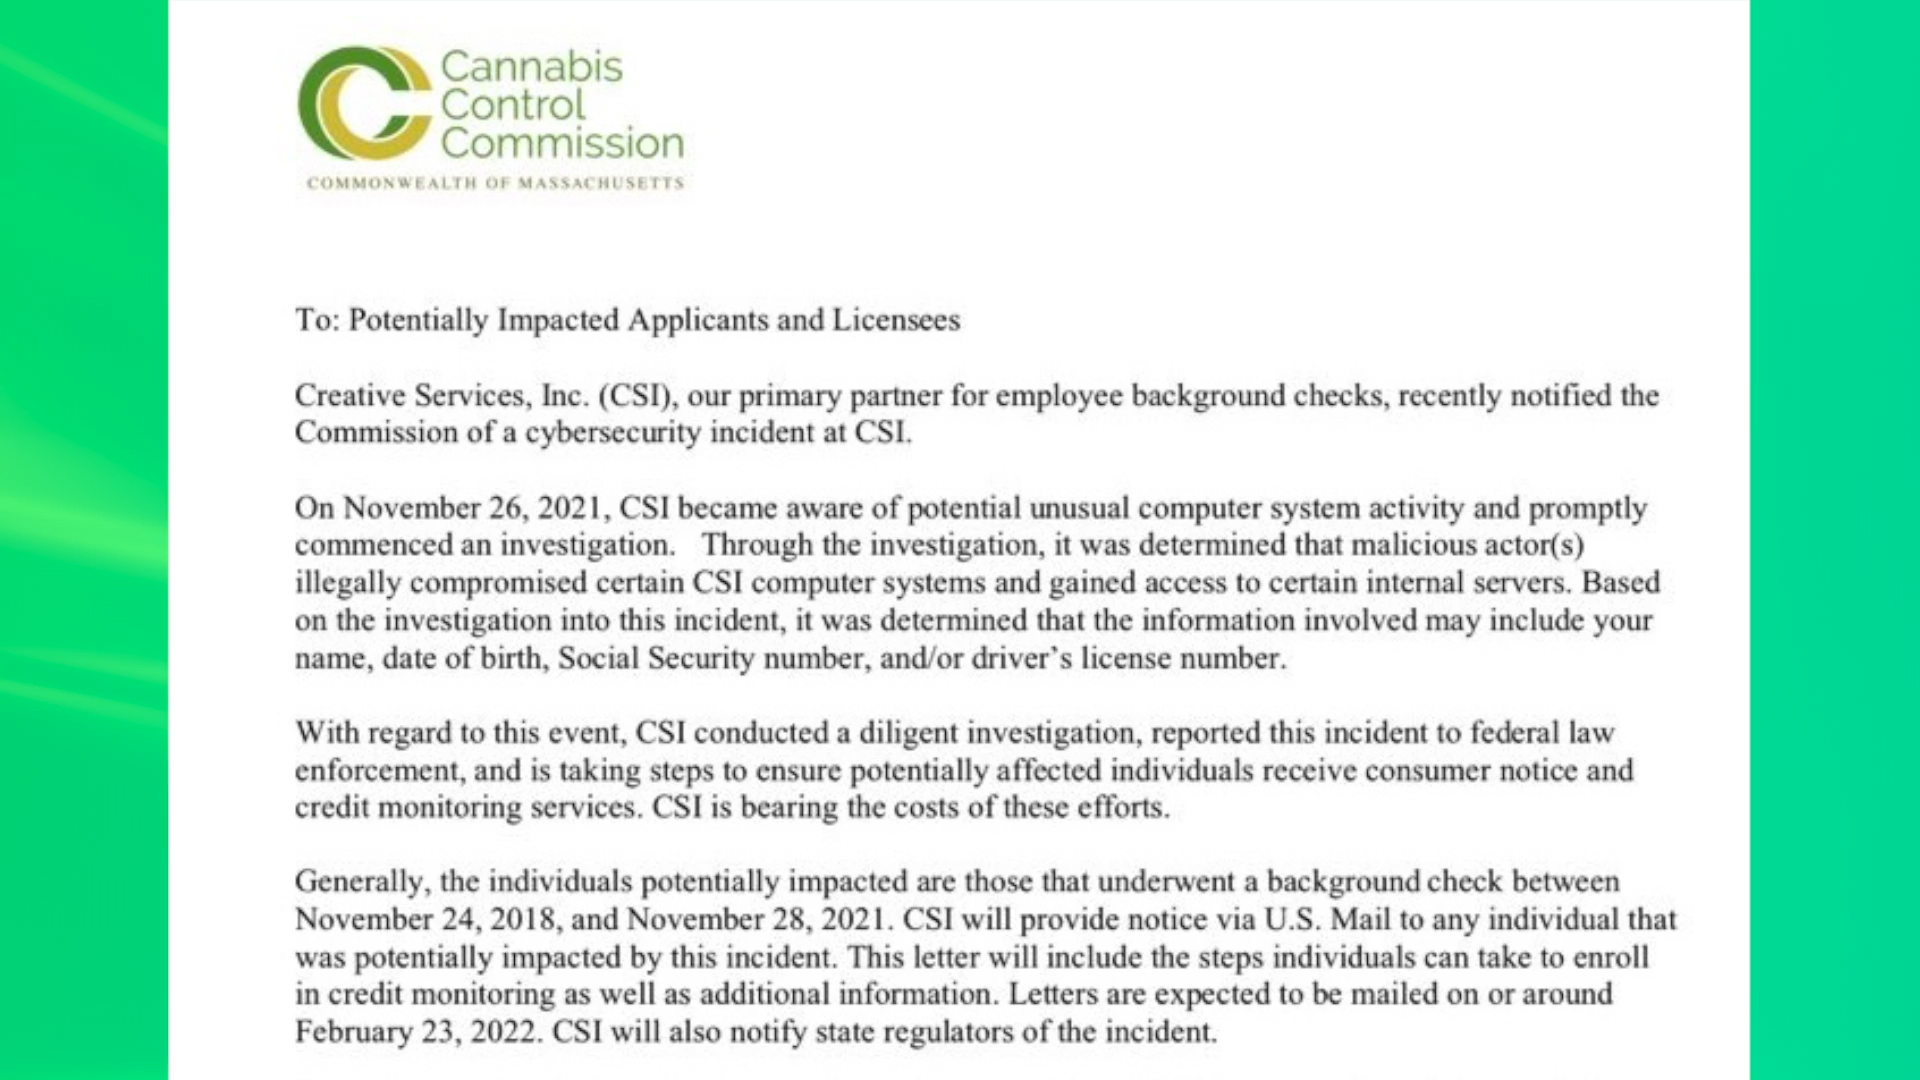 Cannabis
Control
Commission
COMMONWEALTH OF MASSACHUSETTS
To: Potentially Impacted Applicants and Licensees
Creative Services, Inc. (CSI), our primary partner for employee background checks, recently notified the
Commission of a cybersecurity incident at CSI.
On November 26, 2021, CSI became aware of potential unusual computer system activity and promptly
commenced an investigation.   Through the investigation, it was determined that malicious actor(s)
illegally compromised certain CSI computer systems and gained access to certain internal servers. Based
on the investigation into this incident, it was determined that the information involved may include your
name, date of birth, Social Security number, and/or driver’s license number.
With regard to this event, CSI conducted a diligent investigation, reported this incident to federal law
enforcement, and is taking steps to ensure potentially affected individuals receive consumer notice and
credit monitoring services. CSI is bearing the costs of these efforts.
Generally, the individuals potentially impacted are those that underwent a background check between
November 24, 2018, and November 28, 2021. CSI will provide notice via U.S. Mail to any individual that
was potentially impacted by this incident. This letter will include the steps individuals can take to enroll
in credit monitoring as well as additional information. Letters are expected to be mailed on or around
February 23, 2022. CSI will also notify state regulators of the incident.